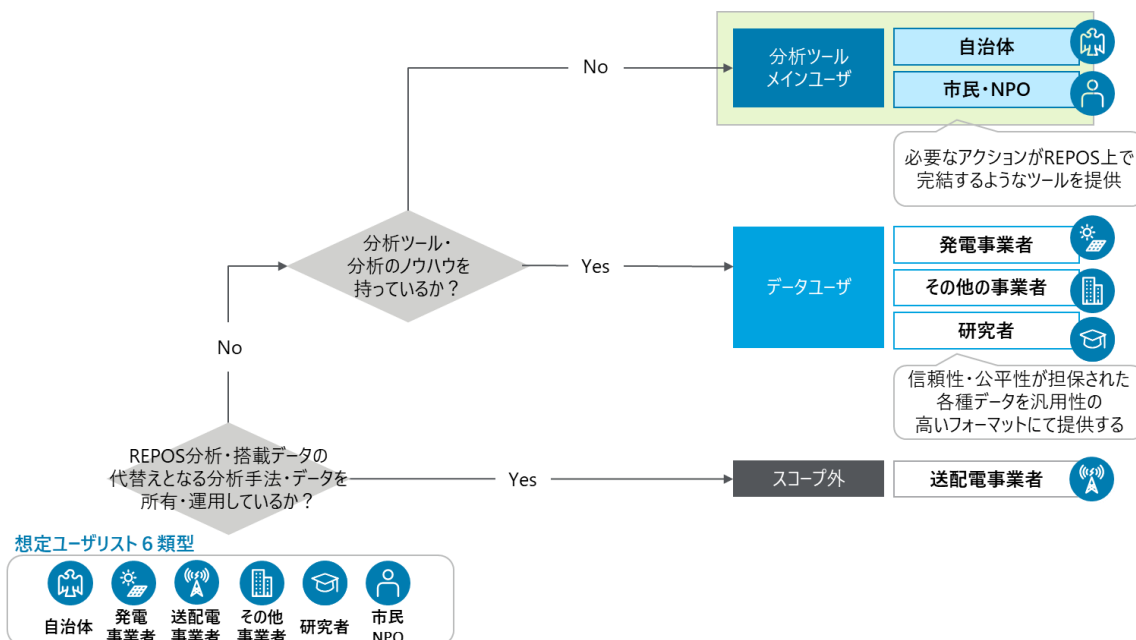 No
分析ツール
メインユーザ
自治体
市民・NPO
必要なアクションがREPOS上で
完結するようなツールを提供
分析ツール・
分析のノウハウを
持っているか？
Yes
データユーザ
発電事業者
その他の事業者
研究者
信頼性・公平性が担保された
各種データを汎用性の
高いフォーマットにて提供する
No
REPOS分析・搭載データの
代替えとなる分析手法・データを
所有・運用しているか？
Yes
スコープ外
送配電事業者
想定ユーザリスト６類型
自治体
発電
事業者
送配電
事業者
その他
事業者
研究者
市民
NPO